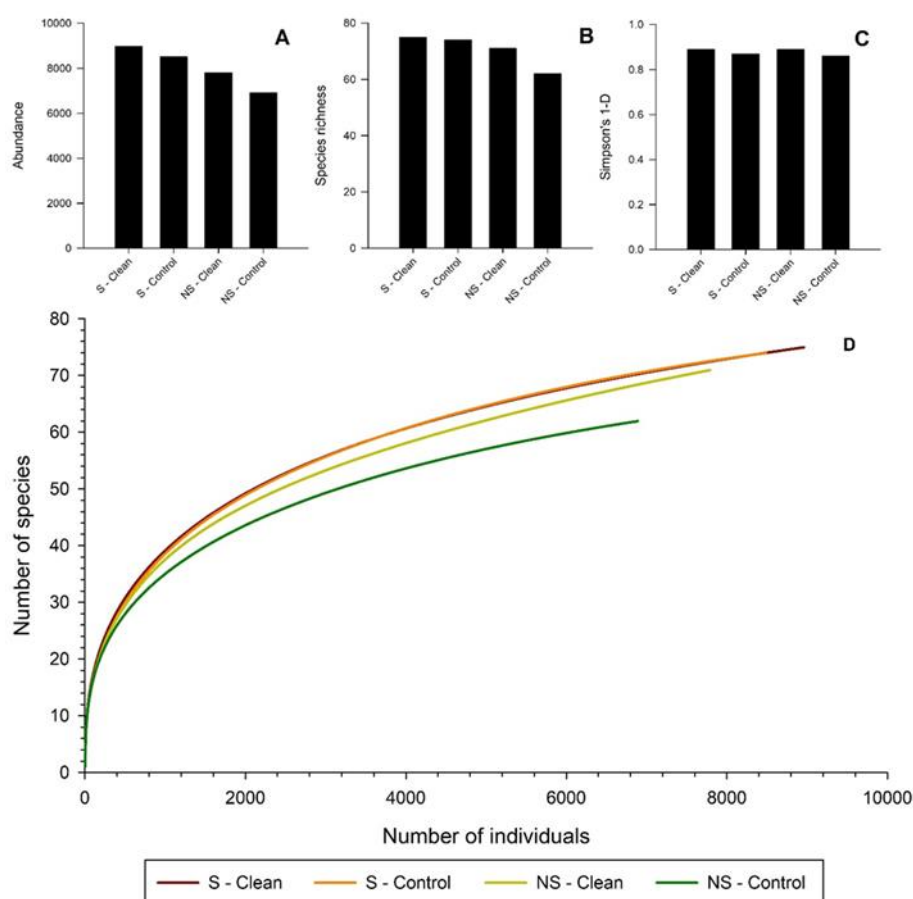 A
Abundance
10000
8000
6000
4000
2000
0
S - Clean
S - Control
NS - Clean
NS - Control
B
Species richness
80
60
40
20
0
S - Clean
S - Control
NS - Clean
NS - Control
C
Simpson's 1-D
1.0
0.8
0.6
0.4
0.2
0.0
S - Clean
S - Control
NS - Clean
NS - Control
D
Number of species
80
70
60
50
40
30
20
10
0
0 2000 4000 6000 8000 10000
Number of individuals
S - Clean S - Control NS - Clean NS - Control